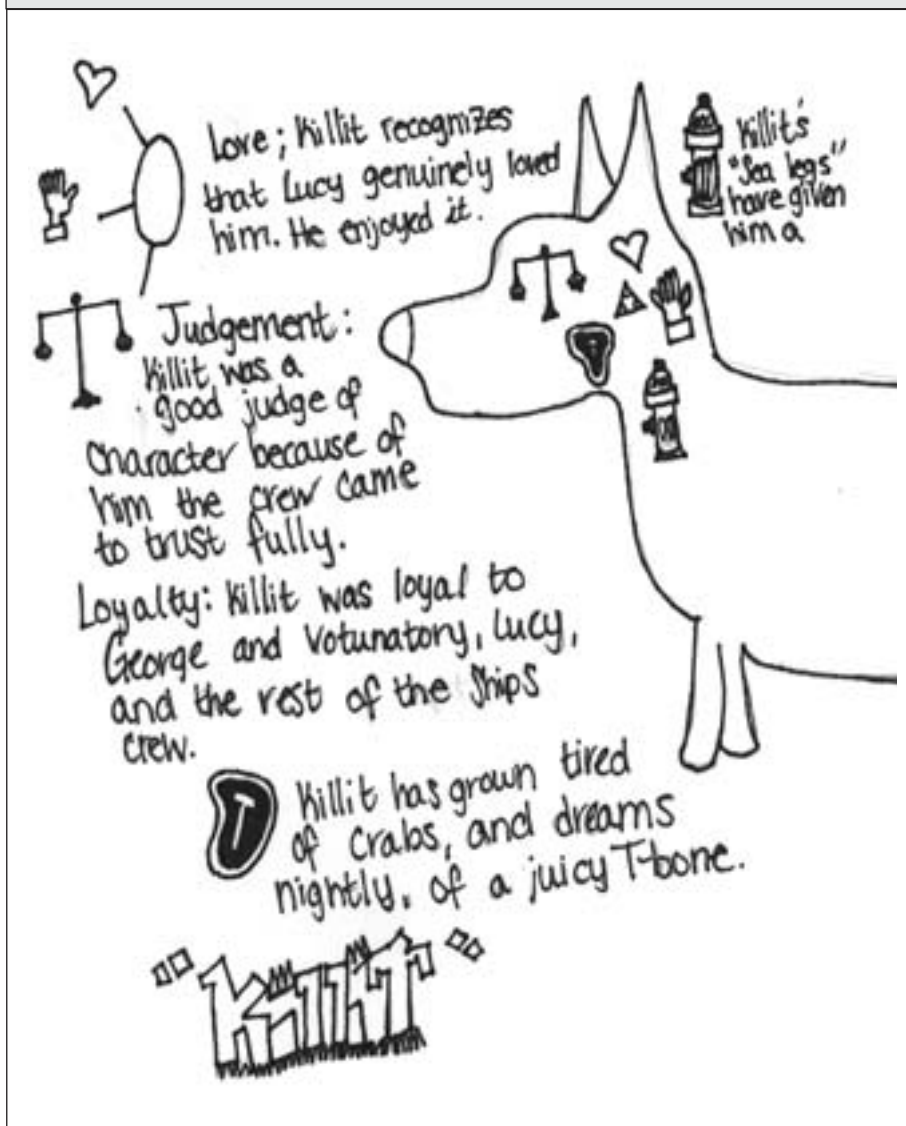 Love; Killit recognizes
that Lucy genuinely loved
him. He enjoyed it.
Killit's
"Sea legs"
have given
him a
Judgement:
Killit was a
good judge of
character because of
him the crew came
to trust fully.
Loyalty: Killit was loyal to
George and Votunatory, Lucy,
and the rest of the Ships
crew.
T
Killit has grown tired
of Crabs, and dreams
nightly, of a juicy T-bone.
KILLIT